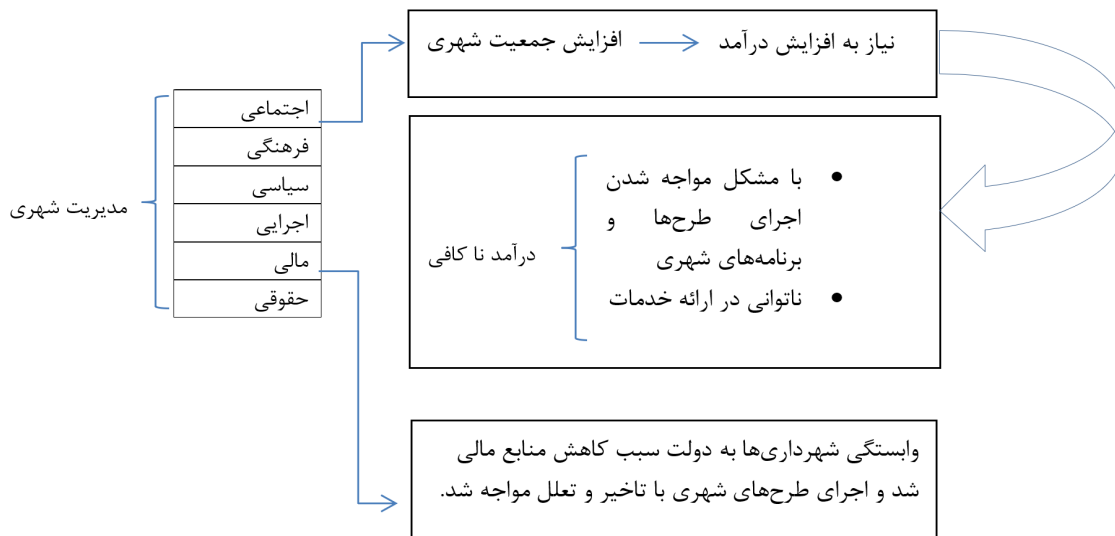 افزایش جمعیت شهری
نیاز به افزایش درآمد
مدیریت شهری
اجتماعی
فرهنگی
سیاسی
اجرایی
مالی
حقوقی
درآمد نا کافی
• با مشکل مواجه شدن
اجرای طرح‌ها و
برنامه‌های شهری
• ناتوانی در ارائه خدمات
وابستگی شهرداری‌ها به دولت سبب کاهش منابع مالی
شد و اجرای طرح‌های شهری با تاخیر و تعلل مواجه شد.